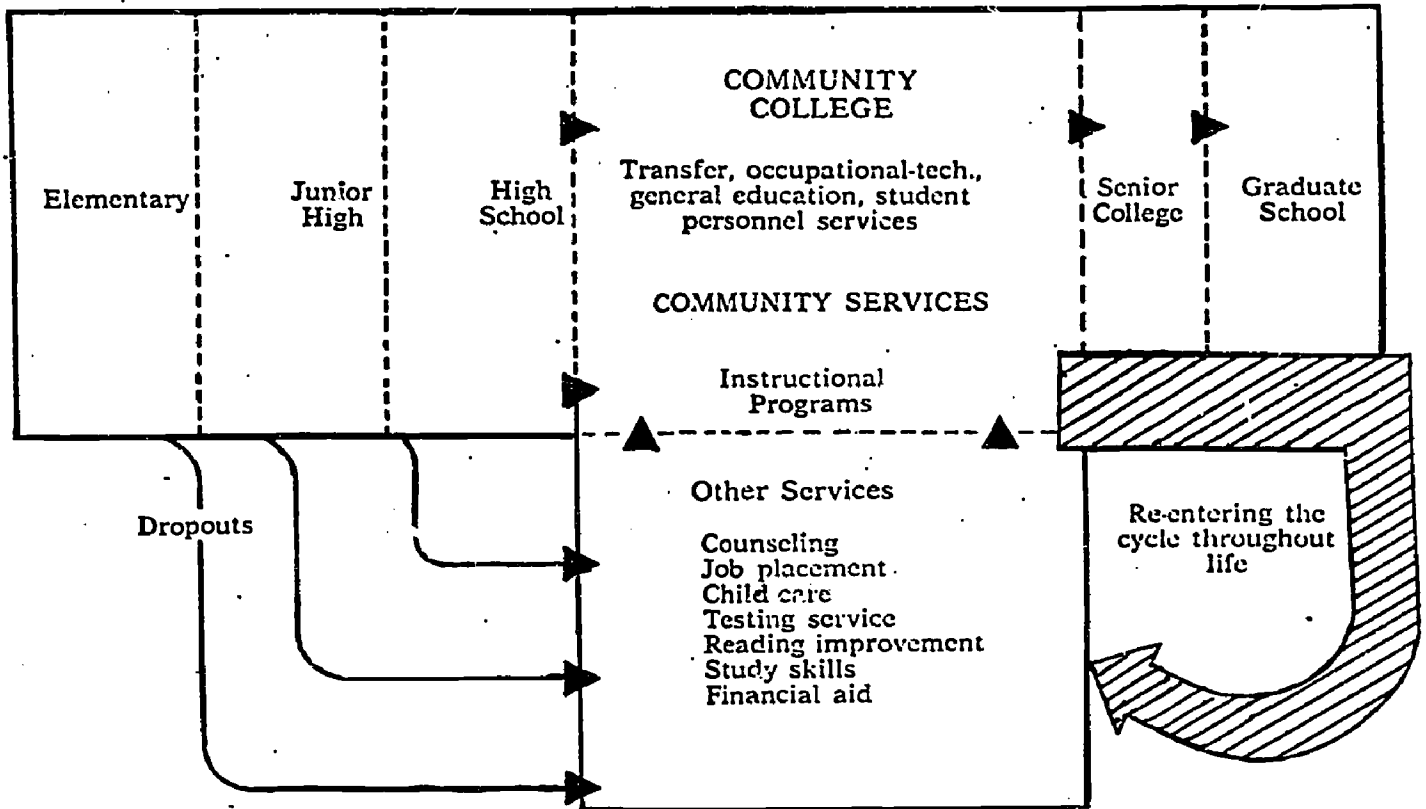 COMMUNITY
COLLEGE
Transfer, occupational-tech.,
general education, student
personnel services
Elementary
Junior
High
High
School
Senior
College
Graduate
School
COMMUNITY SERVICES
Instructional
Programs
Other Services
Counseling
Job placement
Child care
Testing service
Reading improvement
Study skills
Financial aid
Dropouts
Re-entering the
cycle throughout
life